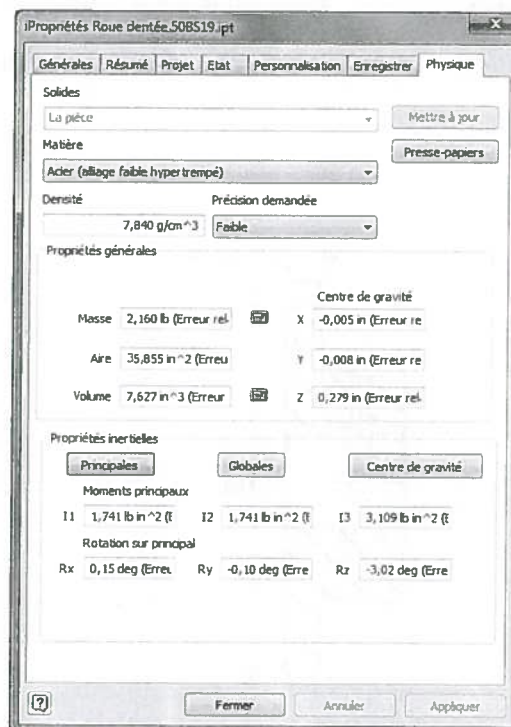 iPropriétés Roue dentée.508S19.ipt
Générales Résumé Projet Etat Personnalisation Enregistrer Physique
Solides
La pièce Mettre à jour
Matière Presse-papiers
Acier (alliage faible hypertrempé)
Densité Précision demandée
7,840 g/cm^3 Faible
Propriétés générales
Centre de gravité
Masse 2,160 lb (Erreur rel. X -0,005 in (Erreur re
Aire 35,855 in^2 (Erreu Y -0,008 in (Erreur re
Volume 7,627 in^3 (Erreur Z 0,279 in (Erreur rel.
Propriétés inertielles
Principales Globales Centre de gravité
Moments principaux
I1 1,741 lb in^2 (E I2 1,741 lb in^2 (E I3 3,109 lb in^2 (E
Rotation sur principal
Rx 0,15 deg (Erreu Ry -0,10 deg (Erre Rz -3,02 deg (Erre
? Fermer Annuler Appliquer